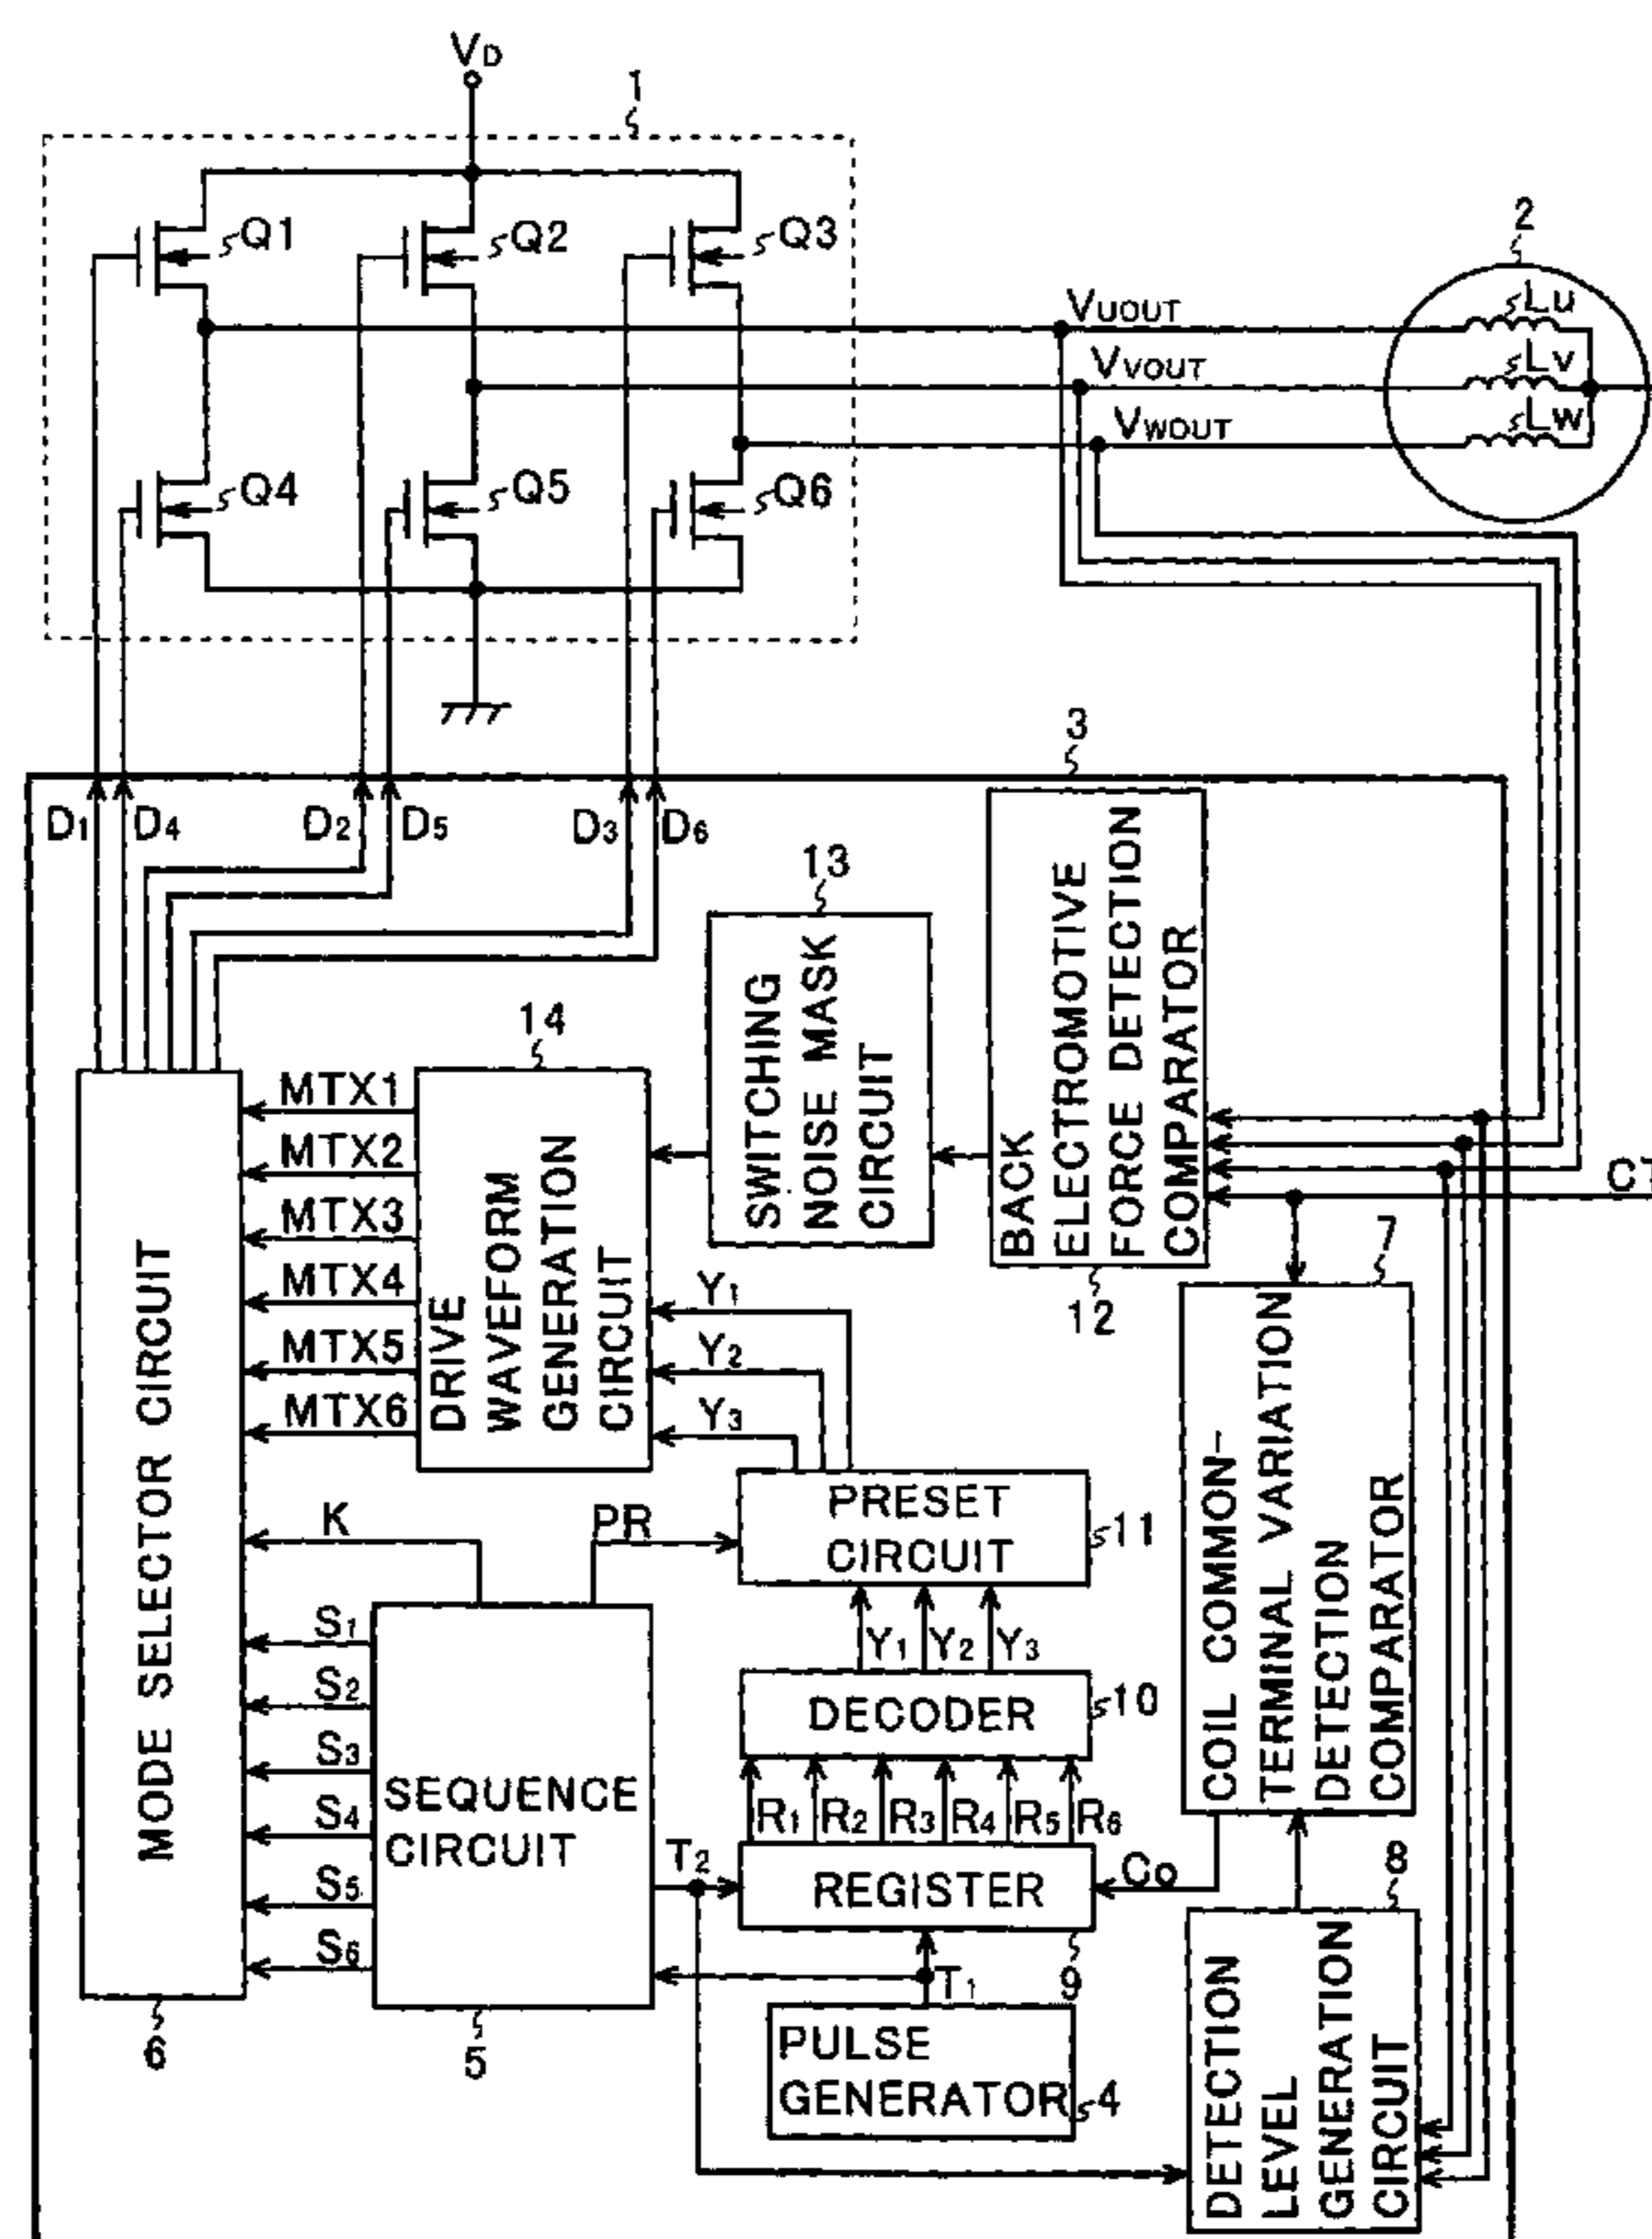 VD
1
Q1
Q2
Q3
2
VUOUT
Lu
VVOUT
Lv
VWOUT
Lw
Q4
Q5
Q6
3
D1
D4
D2
D5
D3
D6
13
SWITCHING
NOISE MASK
CIRCUIT
BACK
ELECTROMOTIVE
FORCE DETECTION
COMPARATOR
12
14
DRIVE
WAVEFORM
GENERATION
CIRCUIT
MTX1
MTX2
MTX3
MTX4
MTX5
MTX6
MODE SELECTOR CIRCUIT
6
CT
7
COIL COMMON-
TERMINAL VARIATION
DETECTION
COMPARATOR
Y1
Y2
Y3
PRESET
CIRCUIT
11
K
PR
Y1
Y2
Y3
DECODER
10
S1
S2
S3
S4
S5
S6
SEQUENCE
CIRCUIT
5
R1
R2
R3
R4
R5
R6
T2
REGISTER
Co
9
T1
PULSE
GENERATOR
4
8
DETECTION
LEVEL
GENERATION
CIRCUIT